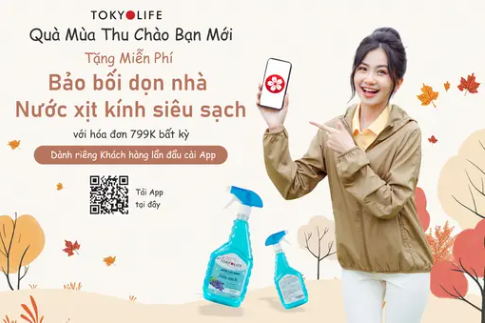 TOKYOLIFE
Quà Mùa Thu Chào Bạn Mới
Tặng Miễn Phí
Bảo bối dọn nhà
Nước xịt kính siêu sạch
với hóa đơn 799K bất kỳ
Dành riêng Khách hàng lần đầu cài App
Tải App
tại đây
TOKYOLIFE